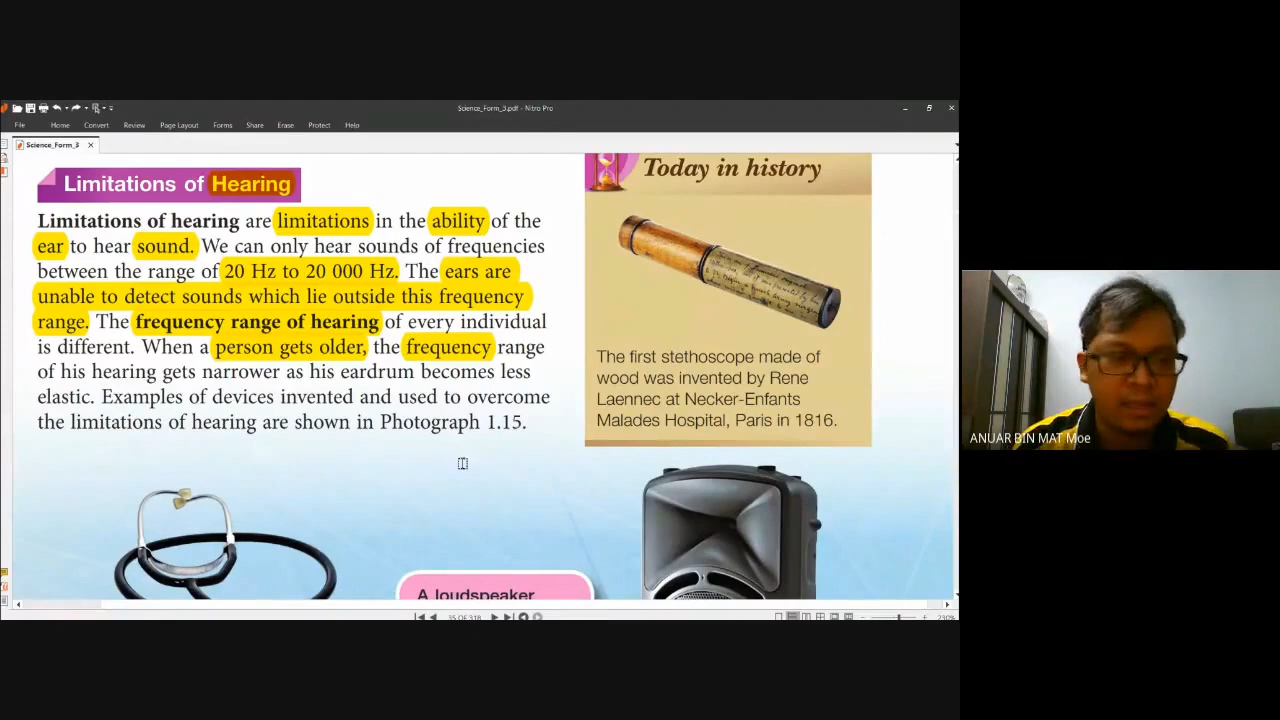 Science_Form_3.pdf - Nitro Pro
File Home Convert Review Page Layout Forms Share Erase Protect Help
Science_Form_3
Limitations of Hearing
Limitations of hearing are limitations in the ability of the
ear to hear sound. We can only hear sounds of frequencies
between the range of 20 Hz to 20 000 Hz. The ears are
unable to detect sounds which lie outside this frequency
range. The frequency range of hearing of every individual
is different. When a person gets older, the frequency range
of his hearing gets narrower as his eardrum becomes less
elastic. Examples of devices invented and used to overcome
the limitations of hearing are shown in Photograph 1.15.
Today in history
The first stethoscope made of
wood was invented by Rene
Laennec at Necker-Enfants
Malades Hospital, Paris in 1816.
A loudspeaker
35 OF 318
230%
ANUAR BIN MAT Moe